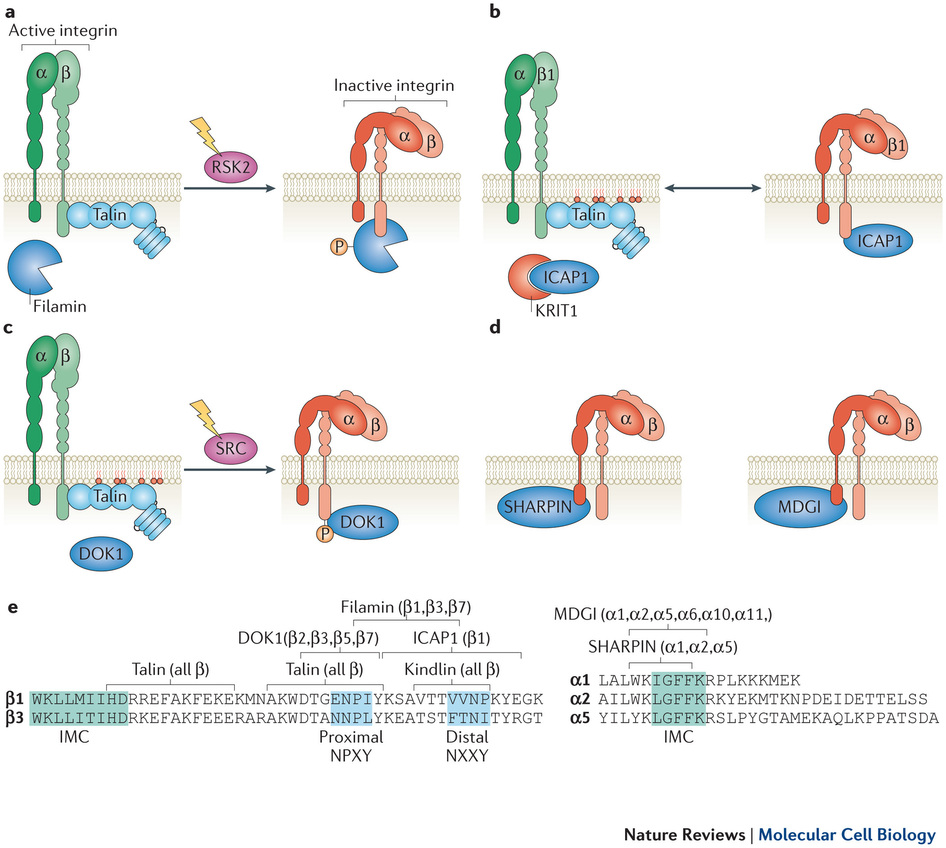 a
Active integrin
α β
RSK2
Inactive integrin
α
β
Talin
P
Filamin
b
α β1
α
β1
Talin
ICAP1
ICAP1
KRIT1
c
α β
SRC
α
β
Talin
P
DOK1
DOK1
d
α
β
α
β
SHARPIN
MDGI
e
Filamin (β1,β3,β7)
DOK1(β2,β3,β5,β7) ICAP1 (β1)
Talin (all β) Talin (all β) Kindlin (all β)
β1 WKLLMIIHDRREFAKFEKEKMNAKWDTGENPIYKSAVTTVVNPKYEGK
β3 WKLLITIHDRKEFAKFEEERARAKWDTANNPLYKEATSTFTNITYRGT
IMC Proximal Distal
NPXY NXXY
MDGI (α1,α2,α5,α6,α10,α11,)
SHARPIN (α1,α2,α5)
α1 LALWKIGFFKRPLKKKMEK
α2 AILWKLGFFKRKYEKMTKNPDEIDETTELSS
α5 YILYKLGFFKRSLPYGTAMEKAQLKPPATSDA
IMC
Nature Reviews | Molecular Cell Biology